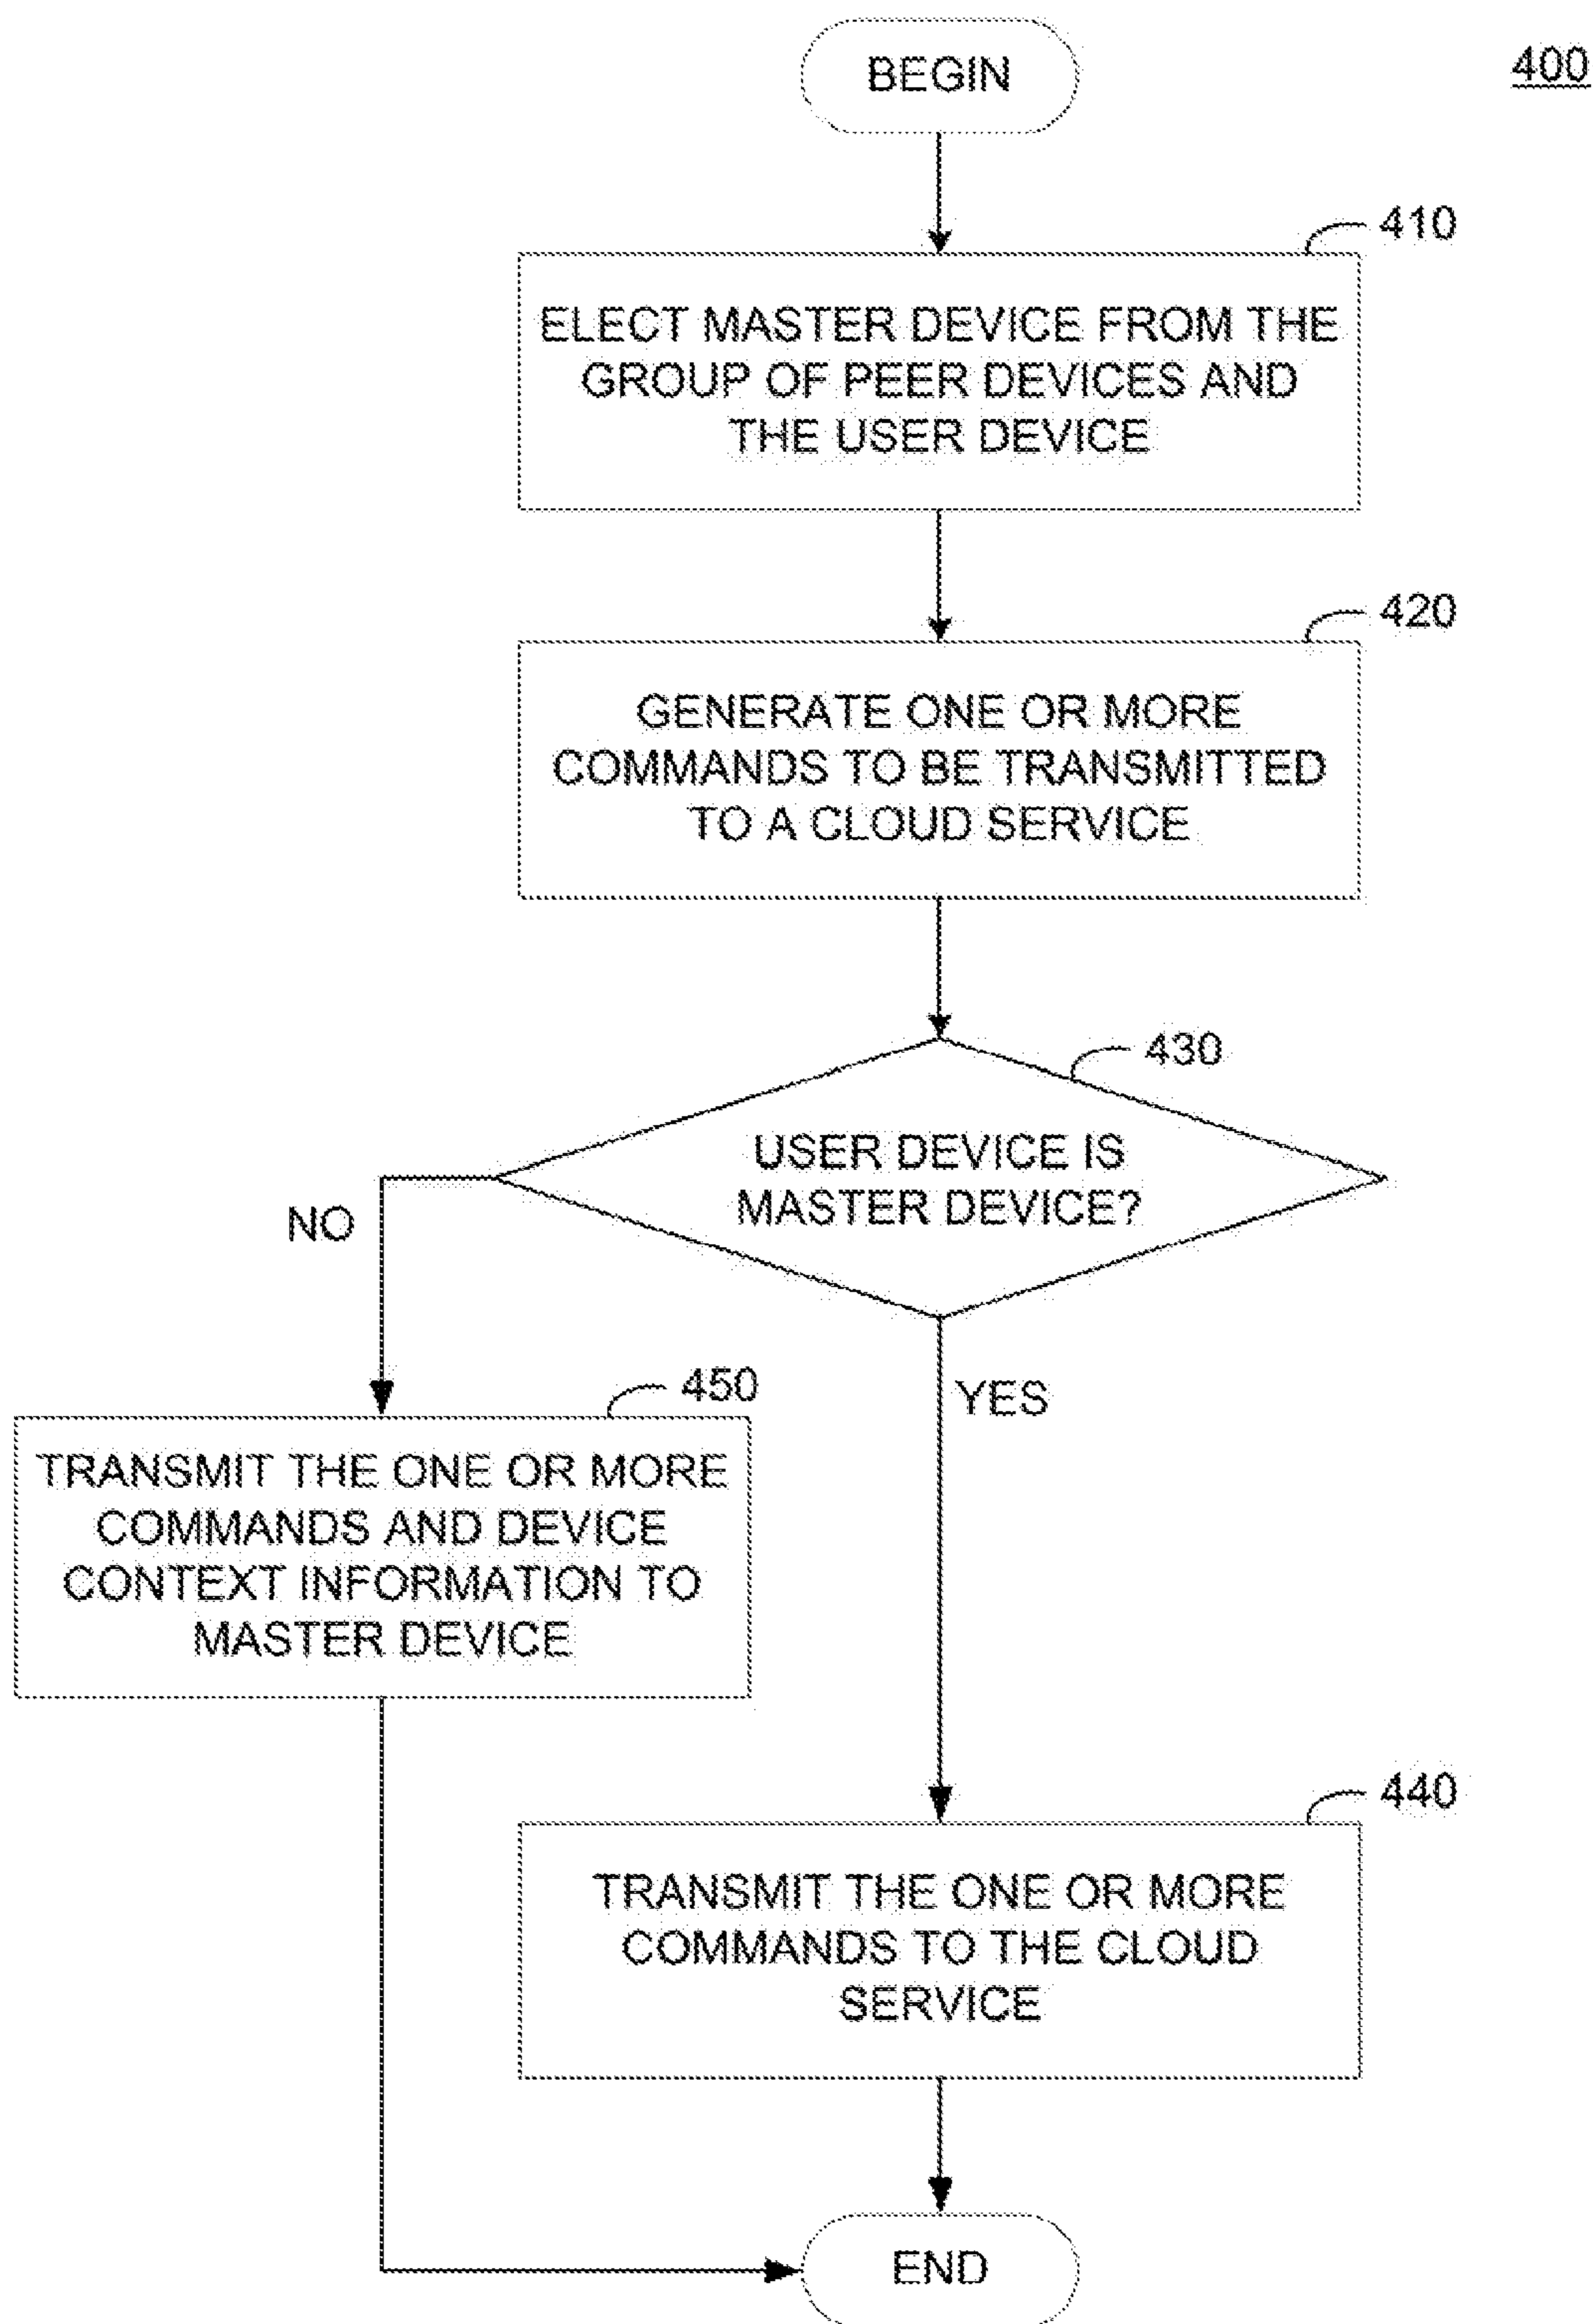 BEGIN
400
410
ELECT MASTER DEVICE FROM THE
GROUP OF PEER DEVICES AND
THE USER DEVICE
420
GENERATE ONE OR MORE
COMMANDS TO BE TRANSMITTED
TO A CLOUD SERVICE
430
USER DEVICE IS
MASTER DEVICE?
NO
YES
450
TRANSMIT THE ONE OR MORE
COMMANDS AND DEVICE
CONTEXT INFORMATION TO
MASTER DEVICE
440
TRANSMIT THE ONE OR MORE
COMMANDS TO THE CLOUD
SERVICE
END